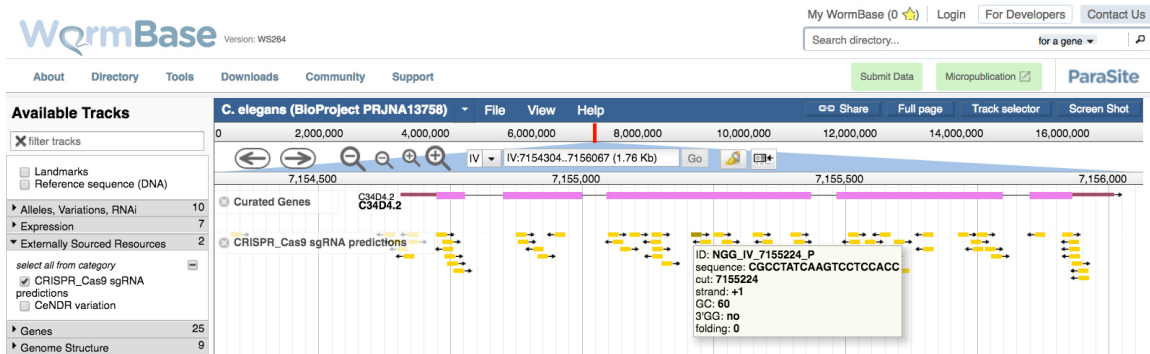 My WormBase (0 ) Login For Developers Contact Us
WormBase Version: WS264
Search directory... for a gene
About Directory Tools Downloads Community Support Submit Data Micropublication ParaSite
Available Tracks
filter tracks
Landmarks
Reference sequence (DNA)
Alleles, Variations, RNAi 10
Expression 7
Externally Sourced Resources 2
select all from category
CRISPR_Cas9 sgRNA
predictions
CeNDR variation
Genes 25
Genome Structure 9
C. elegans (BioProject PRJNA13758) File View Help Share Full page Track selector Screen Shot
0 2,000,000 4,000,000 6,000,000 8,000,000 10,000,000 12,000,000 14,000,000 16,000,000
IV IV:7154304..7156067 (1.76 Kb) Go
7,154,500 7,155,000 7,155,500 7,156,000
Curated Genes
C34D4.2
C34D4.2
CRISPR_Cas9 sgRNA predictions
ID: NGG_IV_7155224_P
sequence: CGCCTATCAAGTCCTCCACC
cut: 7155224
strand: +1
GC: 60
3'GG: no
folding: 0